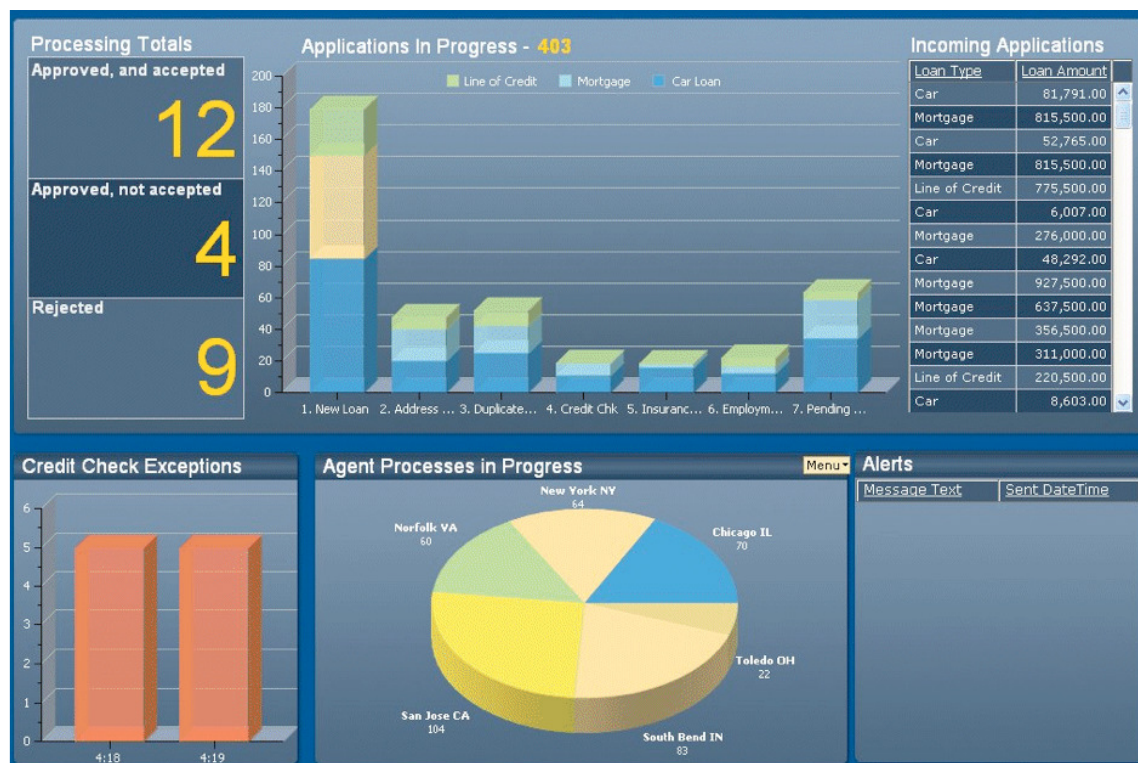 Processing Totals
Approved, and accepted
12
Approved, not accepted
4
Rejected
9
Applications In Progress - 403
Line of Credit Mortgage Car Loan
200
180
160
140
120
100
80
60
40
20
0
1. New Loan 2. Address ... 3. Duplicate... 4. Credit Chk 5. Insuranc... 6. Employm... 7. Pending ...
Incoming Applications
Loan Type Loan Amount
Car 81,791.00
Mortgage 815,500.00
Car 52,765.00
Mortgage 815,500.00
Line of Credit 775,500.00
Car 6,007.00
Mortgage 276,000.00
Car 48,292.00
Mortgage 927,500.00
Mortgage 637,500.00
Mortgage 356,500.00
Mortgage 311,000.00
Line of Credit 220,500.00
Car 8,603.00
Credit Check Exceptions
6
5
4
3
2
1
0
4:18 4:19
Agent Processes in Progress
Menu
New York NY
64
Norfolk VA
60
Chicago IL
70
Toledo OH
22
San Jose CA
104
South Bend IN
83
Alerts
Message Text Sent DateTime